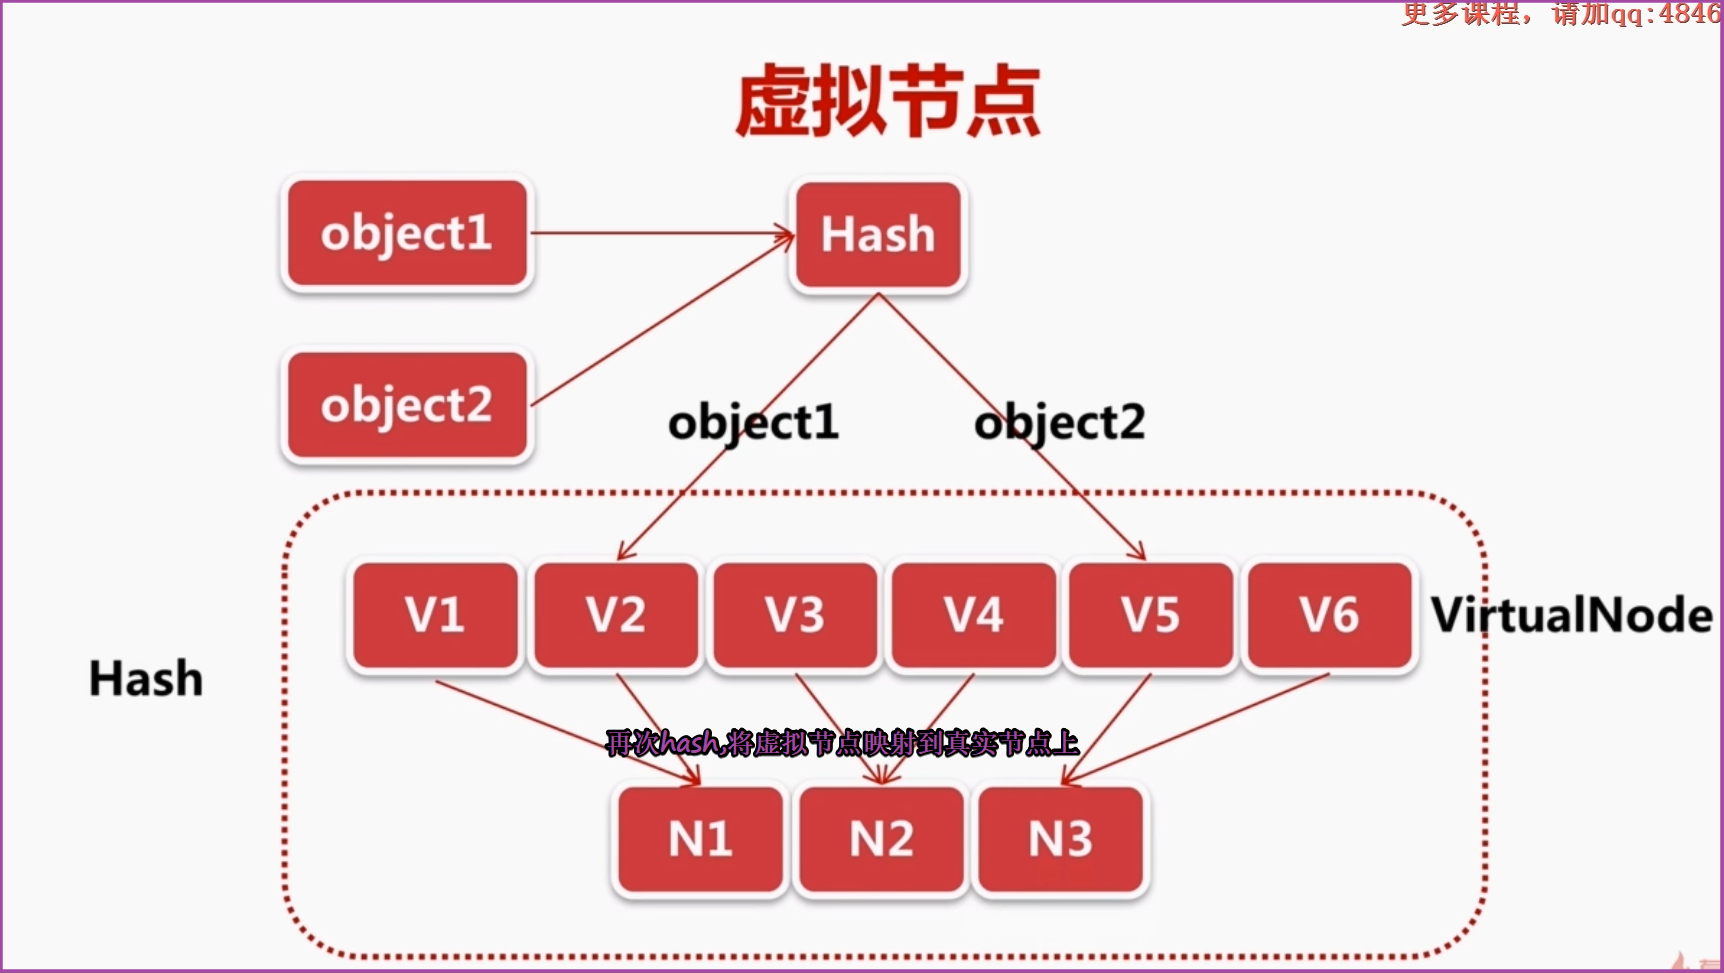 更多课程，请加qq:4846
虚拟节点
object1
Hash
object2
object1
object2
V1
V2
V3
V4
V5
V6
VirtualNode
Hash
再次hash,将虚拟节点映射到真实节点上
N1
N2
N3